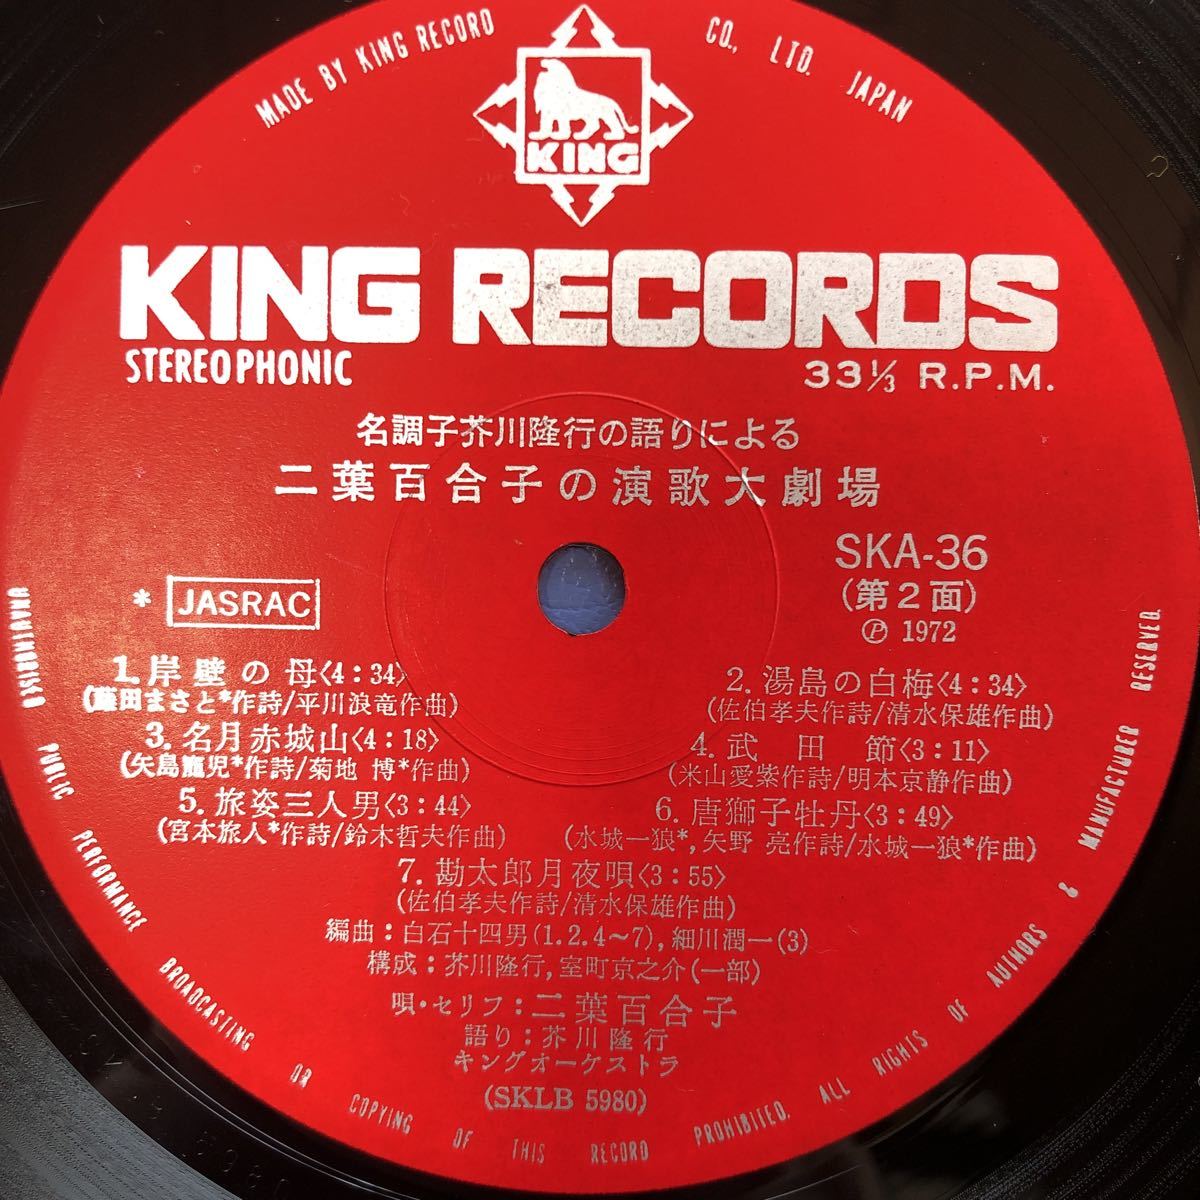 MADE BY KING RECORD CO., LTD. JAPAN
KING
KING RECORDS
STEREOPHONIC
33⅓ R.P.M.
名調子芥川隆行の語りによる
二葉百合子の演歌大劇場
SKA-36
(第2面)
℗ 1972
* JASRAC
1. 岸壁の母〈4:34〉
(藤田まさと*作詩/平川浪竜作曲)
2. 湯島の白梅〈4:34〉
(佐伯孝夫作詩/清水保雄作曲)
3. 名月赤城山〈4:18〉
(矢島寵児*作詩/菊地 博*作曲)
4. 武田節〈3:11〉
(米山愛紫作詩/明本京静作曲)
5. 旅姿三人男〈3:44〉
(宮本旅人*作詩/鈴木哲夫作曲)
6. 唐獅子牡丹〈3:49〉
(水城一狼*,矢野 亮作詩/水城一狼*作曲)
7. 勘太郎月夜唄〈3:55〉
(佐伯孝夫作詩/清水保雄作曲)
編曲:白石十四男(1.2.4～7),細川潤一(3)
構成:芥川隆行,室町京之介(一部)
唄・セリフ:二葉百合子
語り:芥川隆行
キングオーケストラ
(SKLB 5980)
UNAUTHORISED PUBLIC PERFORMANCE BROADCASTING OR COPYING OF THIS RECORD PROHIBITED. ALL RIGHTS OF AUTHORS & MANUFACTURER RESERVED.